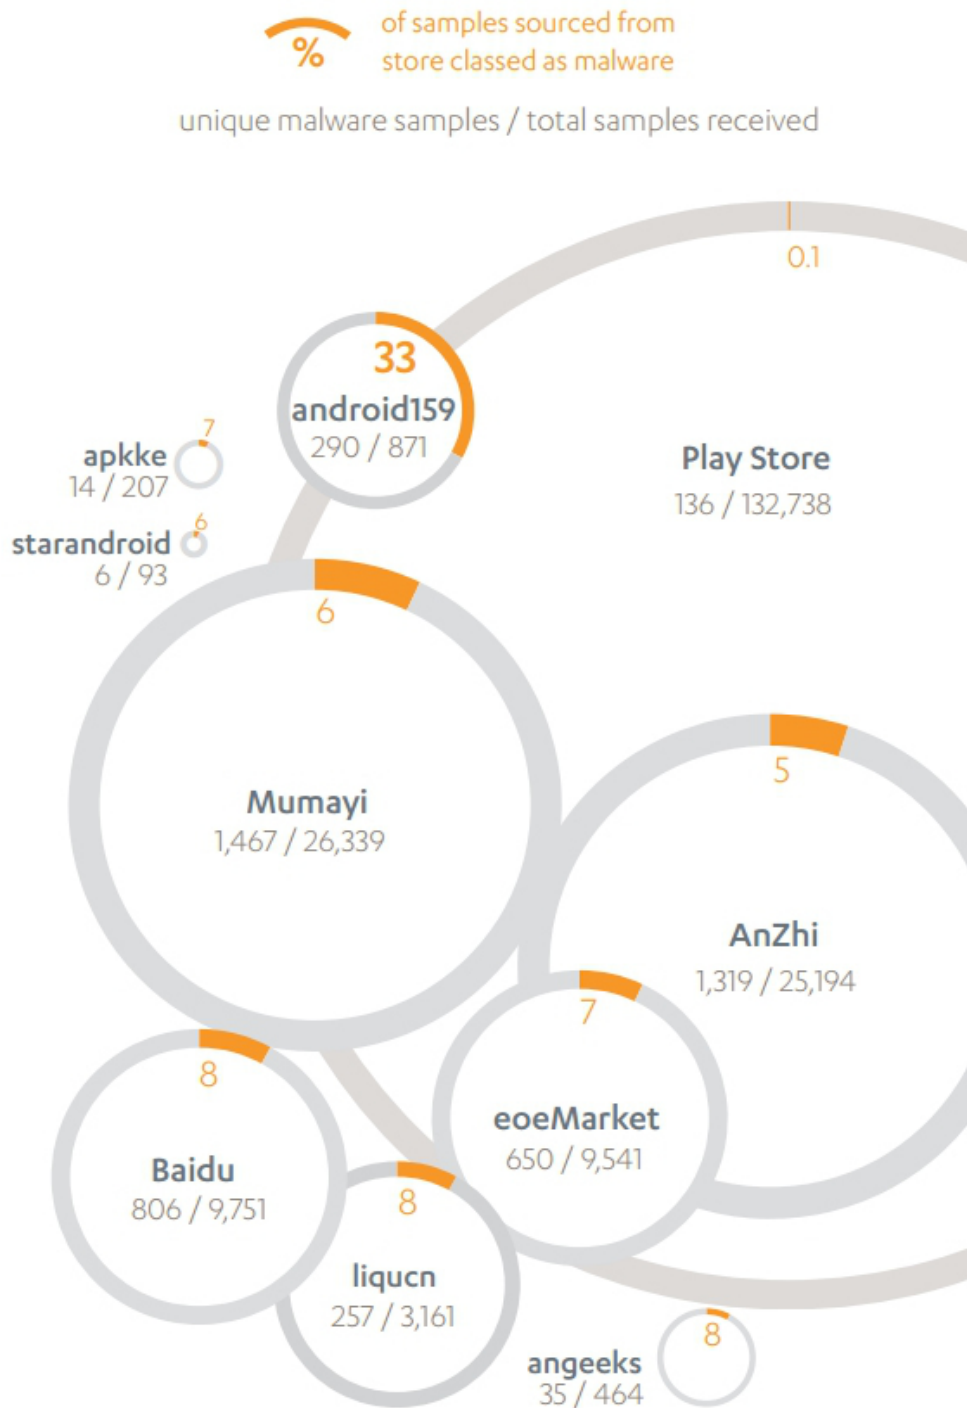 % of samples sourced from
store classed as malware
unique malware samples / total samples received
0.1
Play Store
136 / 132,738
33
android159
290 / 871
7
apkke
14 / 207
6
starandroid
6 / 93
6
Mumayi
1,467 / 26,339
5
AnZhi
1,319 / 25,194
7
eoeMarket
650 / 9,541
8
Baidu
806 / 9,751
8
liqucn
257 / 3,161
8
angeeks
35 / 464